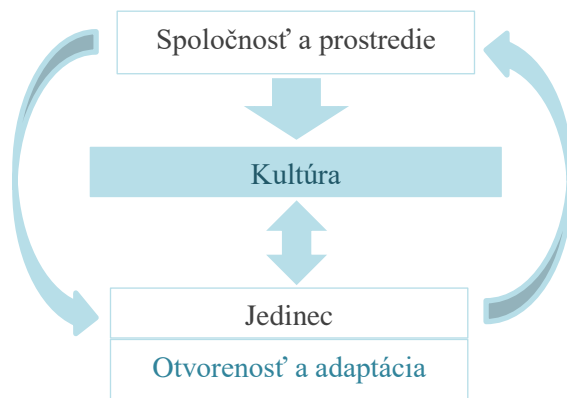 Spoločnosť a prostredie
Kultúra
Jedinec
Otvorenosť a adaptácia